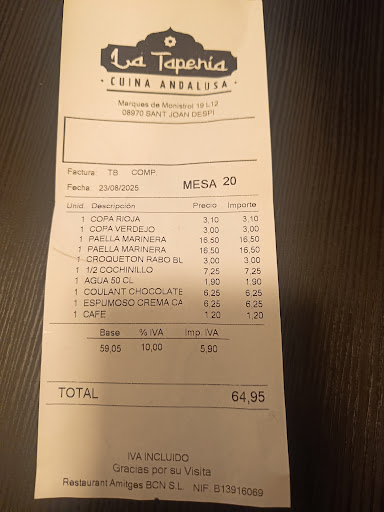 La Tapería
· CUINA ANDALUSA ·
Marques de Monistrol 19 L12
08970 SANT JOAN DESPI
Factura: TB COMP
Fecha: 23/08/2025 MESA 20
Unid. Descripción Precio Importe
1 COPA RIOJA 3,10 3,10
1 COPA VERDEJO 3,00 3,00
1 PAELLA MARINERA 16,50 16,50
1 PAELLA MARINERA 16,50 16,50
1 CROQUETON RABO BU 3,00 3,00
1 1/2 COCHINILLO 7,25 7,25
1 AGUA 50 CL 1,90 1,90
1 COULANT CHOCOLATE 6,25 6,25
1 ESPUMOSO CREMA CA 6,25 6,25
1 CAFE 1,20 1,20
Base % IVA Imp. IVA
59,05 10,00 5,90
TOTAL 64,95
IVA INCLUIDO
Gracias por su Visita
Restaurant Amitges BCN S.L. NIF: B13916069